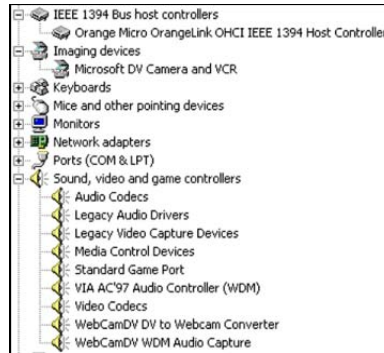 IEEE 1394 Bus host controllers
Orange Micro OrangeLink OHCI IEEE 1394 Host Controlle
Imaging devices
Microsoft DV Camera and VCR
Keyboards
Mice and other pointing devices
Monitors
Network adapters
Ports (COM & LPT)
Sound, video and game controllers
Audio Codecs
Legacy Audio Drivers
Legacy Video Capture Devices
Media Control Devices
Standard Game Port
VIA AC'97 Audio Controller (WDM)
Video Codecs
WebCamDV DV to Webcam Converter
WebCamDV WDM Audio Capture